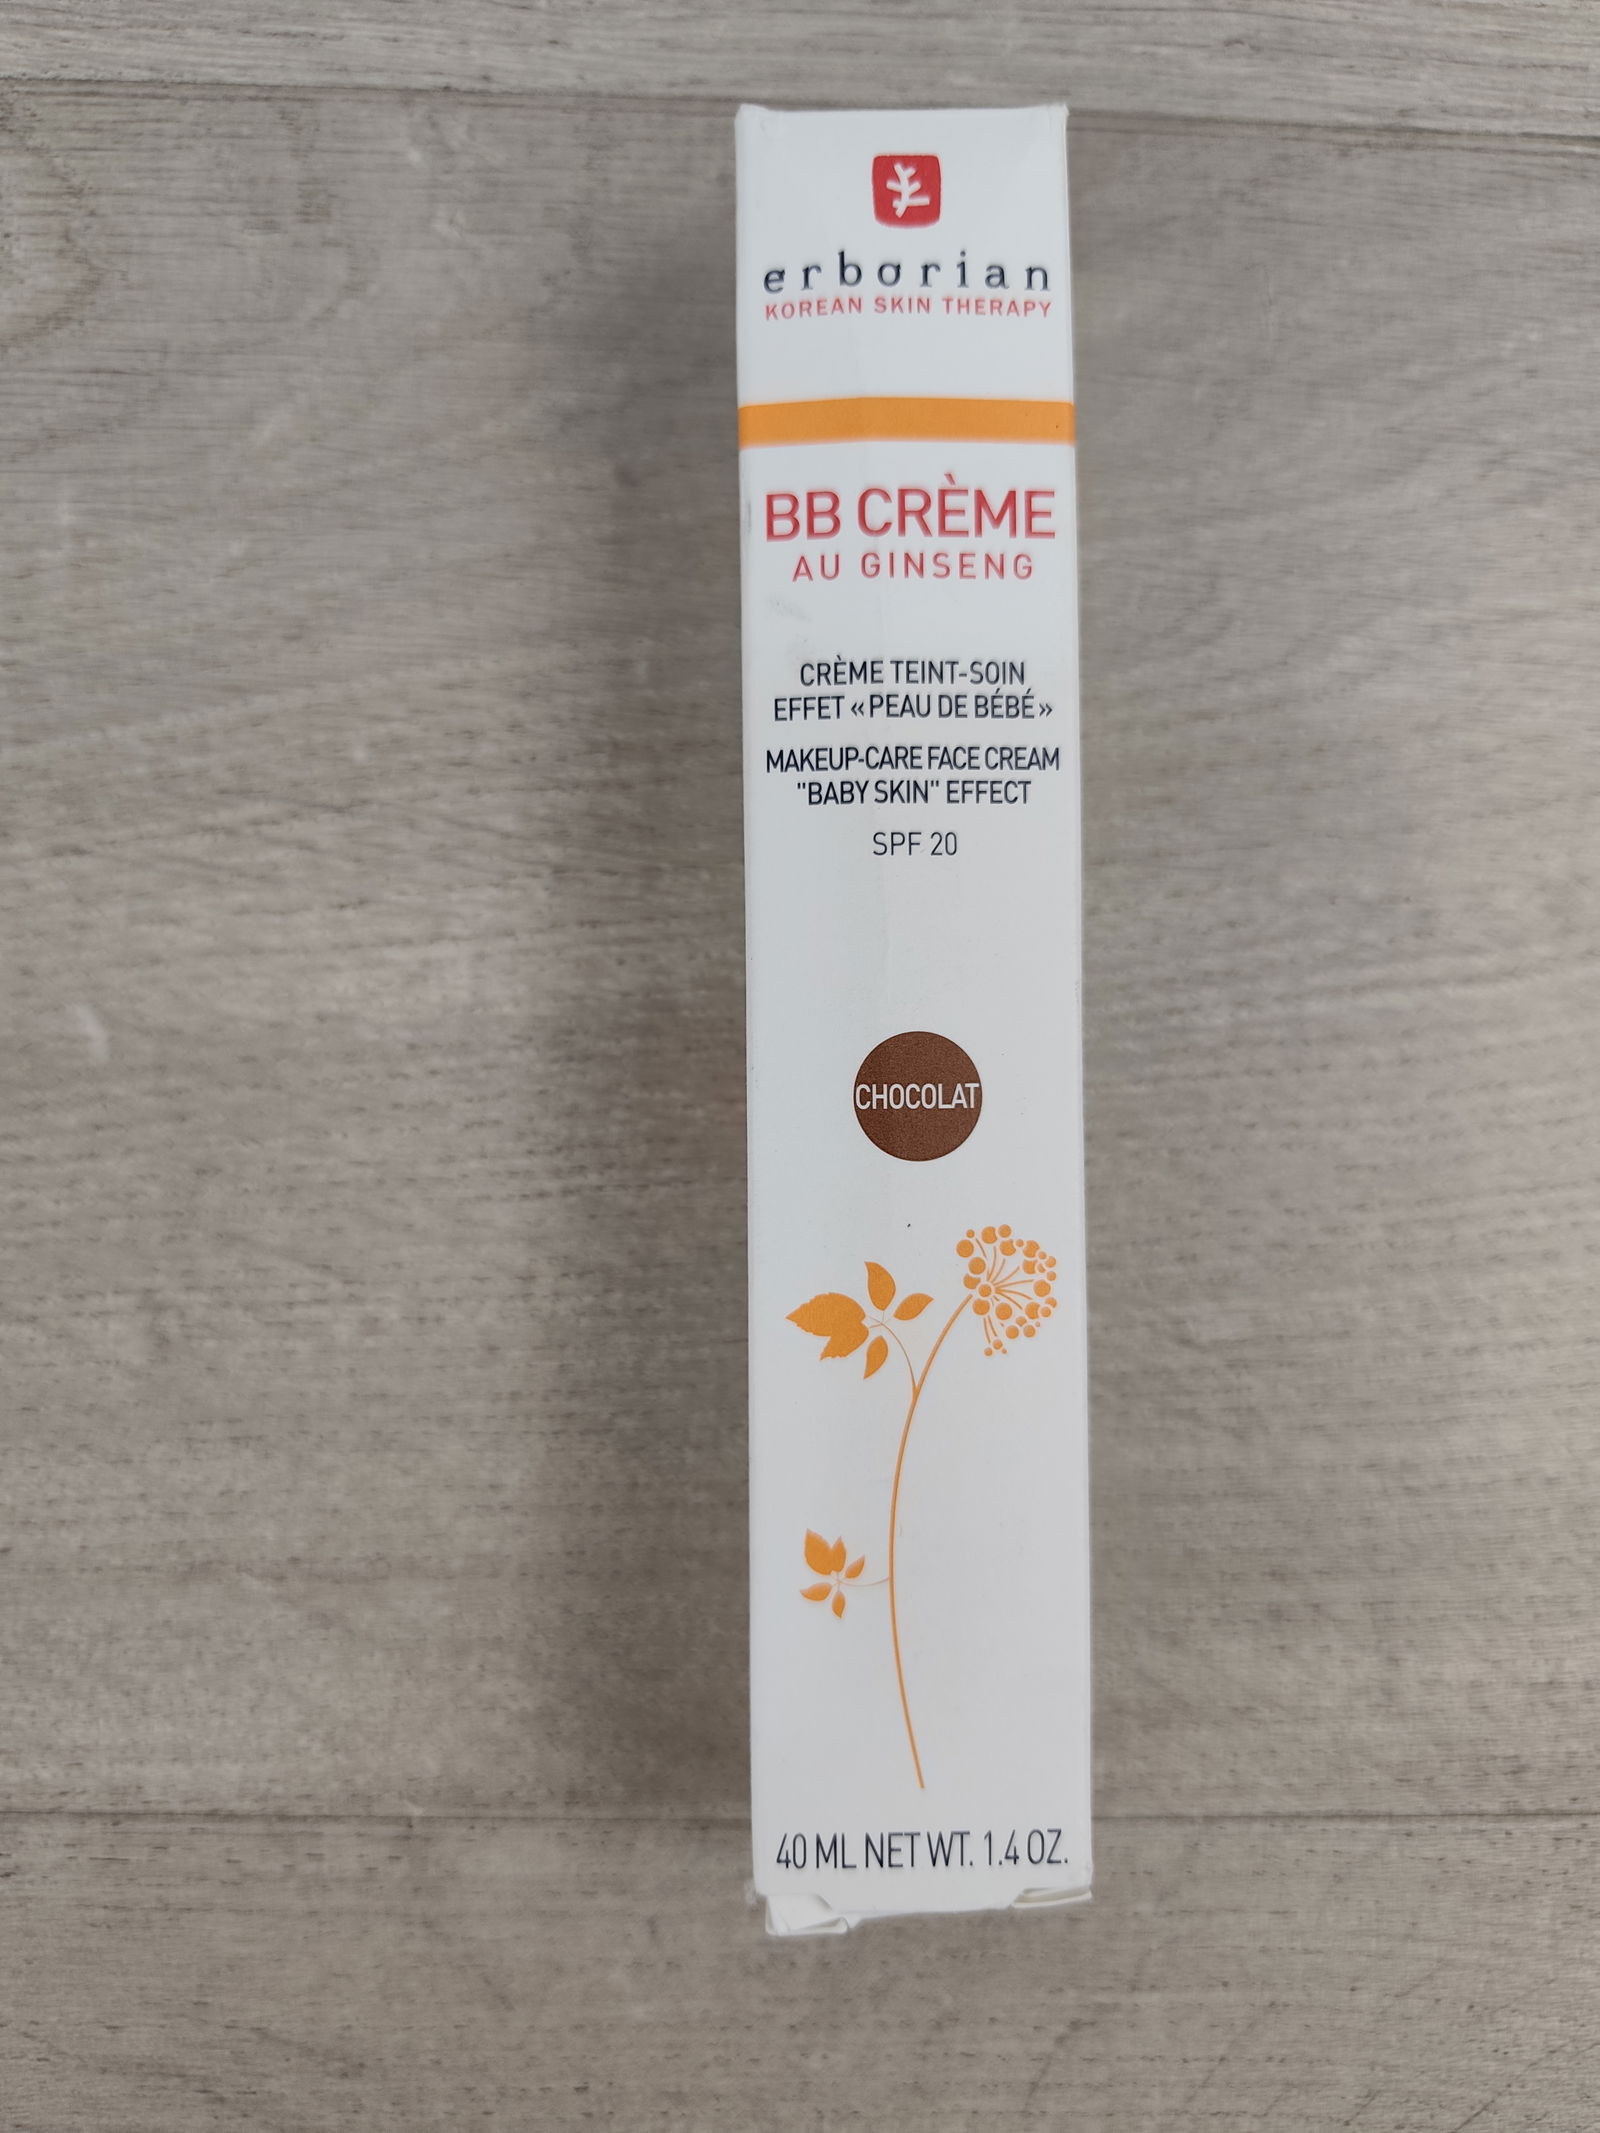 erborian
KOREAN SKIN THERAPY
BB CRÈME
AU GINSENG
CRÈME TEINT-SOIN
EFFET « PEAU DE BÉBÉ »
MAKEUP-CARE FACE CREAM
"BABY SKIN" EFFECT
SPF 20
CHOCOLAT
40 ML NET WT. 1.4 OZ.